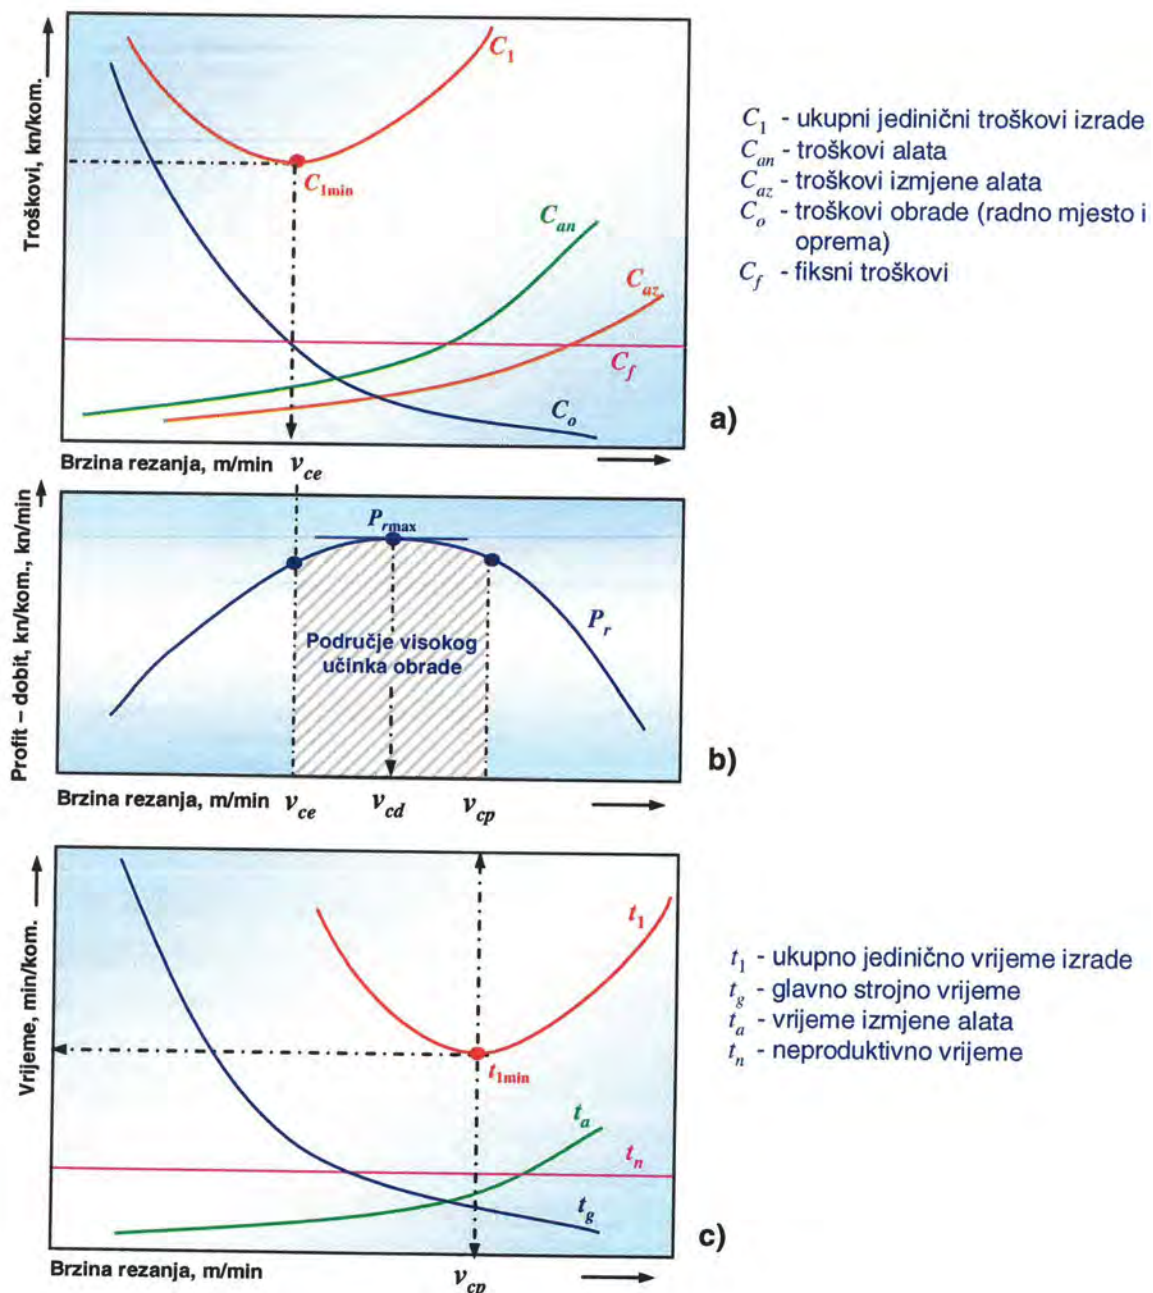 Troškovi, kn/kom.
C1
C1min
Can
Caz
Cf
Co
C1 - ukupni jedinični troškovi izrade
Can - troškovi alata
Caz - troškovi izmjene alata
Co - troškovi obrade (radno mjesto i
oprema)
Cf - fiksni troškovi
a)
Brzina rezanja, m/min vce
Profit – dobit, kn/kom., kn/min
Prmax
Pr
Područje visokog
učinka obrade
b)
Brzina rezanja, m/min vce vcd vcp
Vrijeme, min/kom.
t1
t1min
ta
tn
tg
t1 - ukupno jedinično vrijeme izrade
tg - glavno strojno vrijeme
ta - vrijeme izmjene alata
tn - neproduktivno vrijeme
c)
Brzina rezanja, m/min vcp